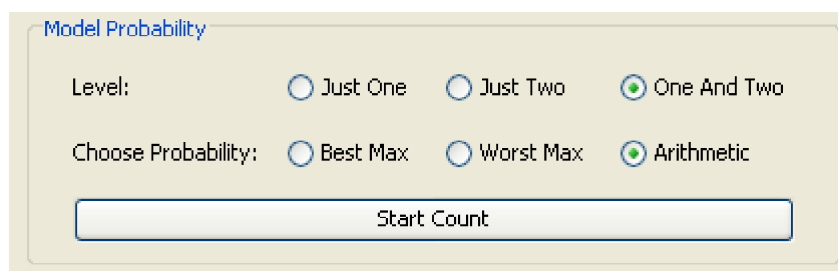 Model Probability
Level: Just One Just Two One And Two
Choose Probability: Best Max Worst Max Arithmetic
Start Count